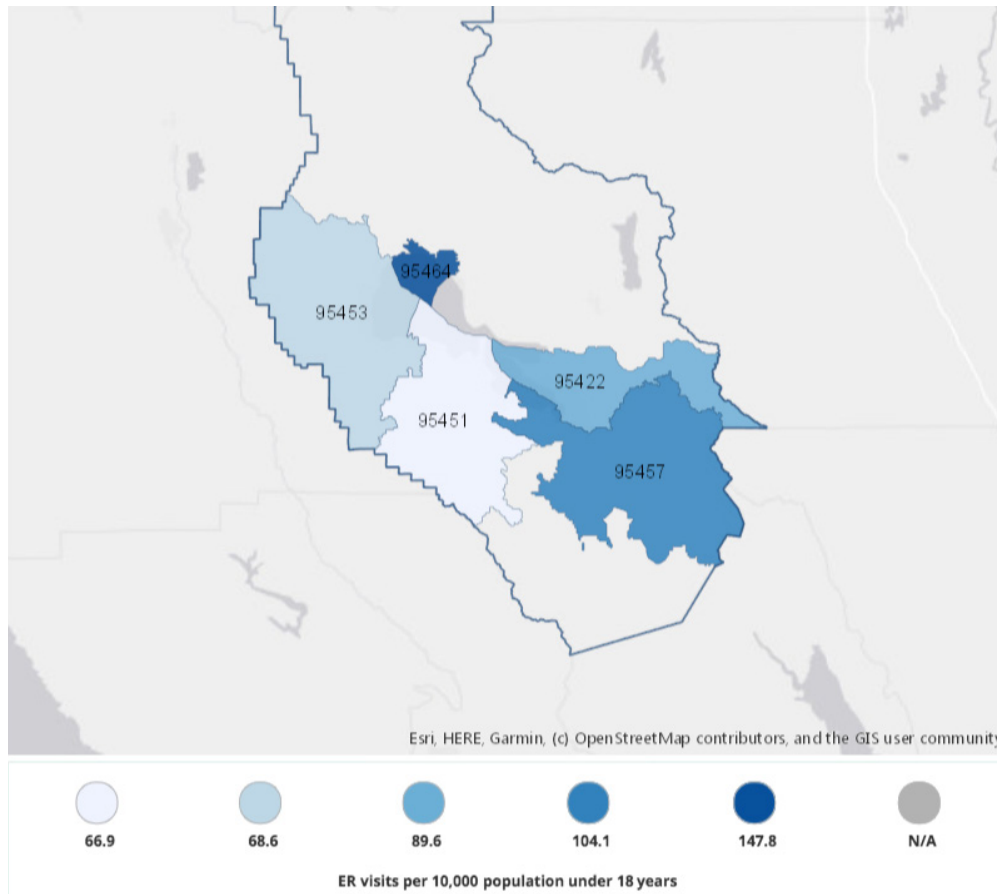 95464
95453
95422
95451
95457
Esri, HERE, Garmin, (c) OpenStreetMap contributors, and the GIS user community
66.9 68.6 89.6 104.1 147.8 N/A
ER visits per 10,000 population under 18 years